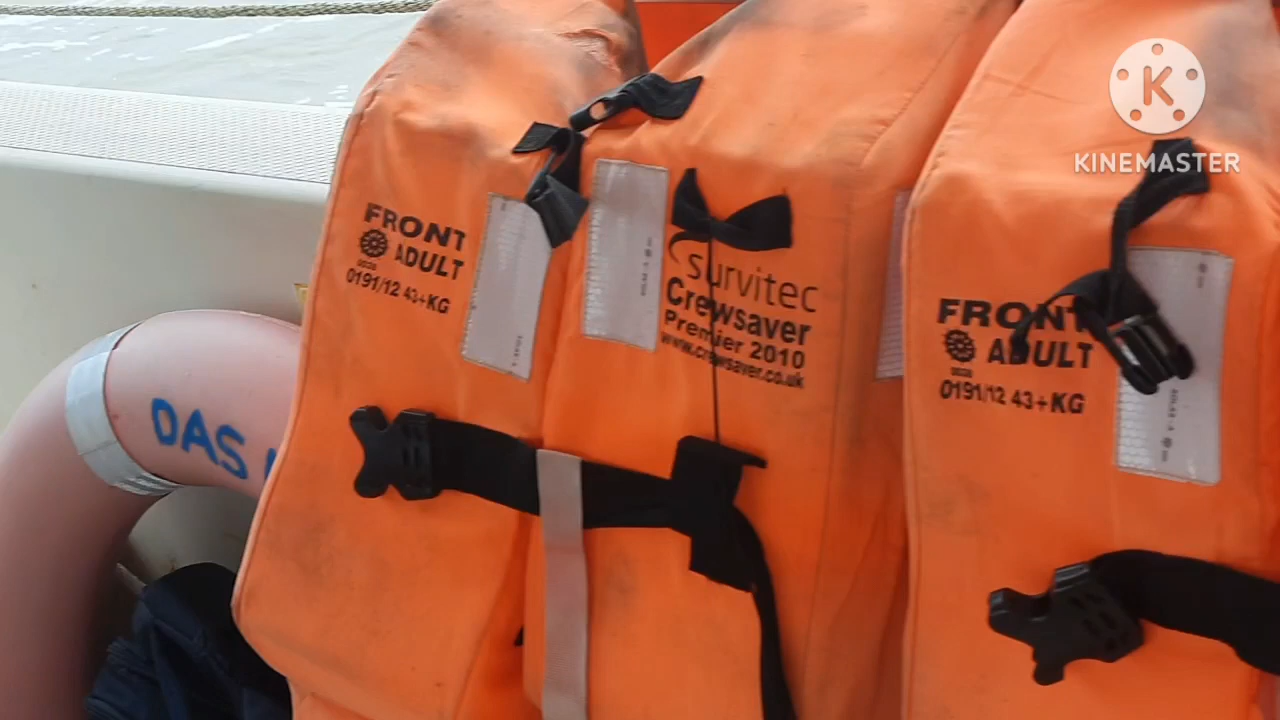 KINEMASTER
FRONT
ADULT
0191/12 43+KG
survitec
Crewsaver
Premier 2010
www.crewsaver.co.uk
FRONT
ADULT
0191/12 43+KG
DAS